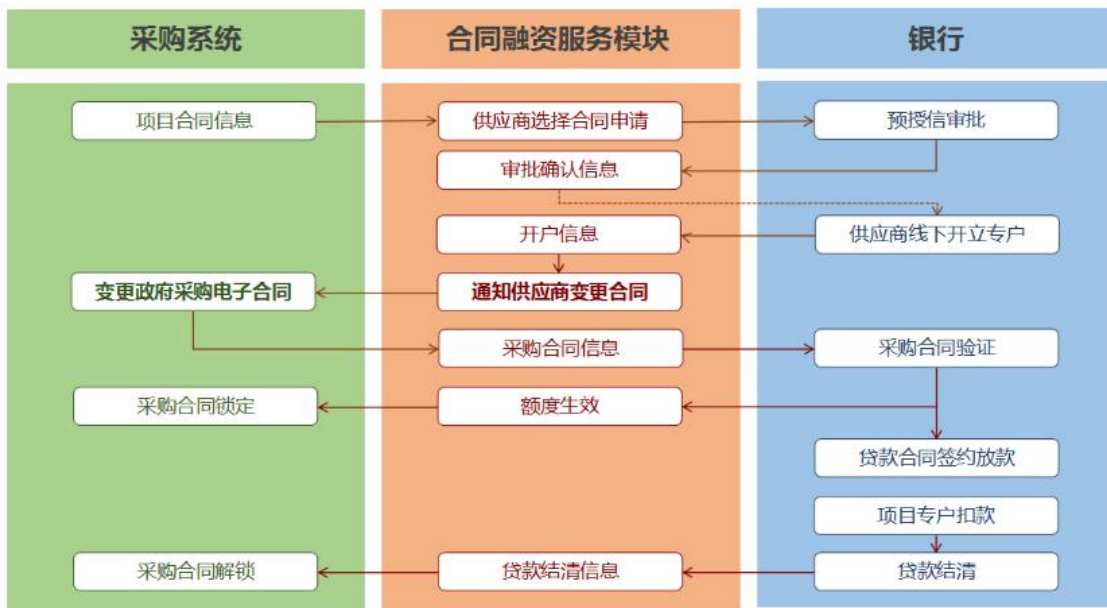 采购系统
合同融资服务模块
银行
项目合同信息
供应商选择合同申请
预授信审批
审批确认信息
开户信息
供应商线下开立专户
变更政府采购电子合同
通知供应商变更合同
采购合同信息
采购合同验证
采购合同锁定
额度生效
贷款合同签约放款
项目专户扣款
采购合同解锁
贷款结清信息
贷款结清